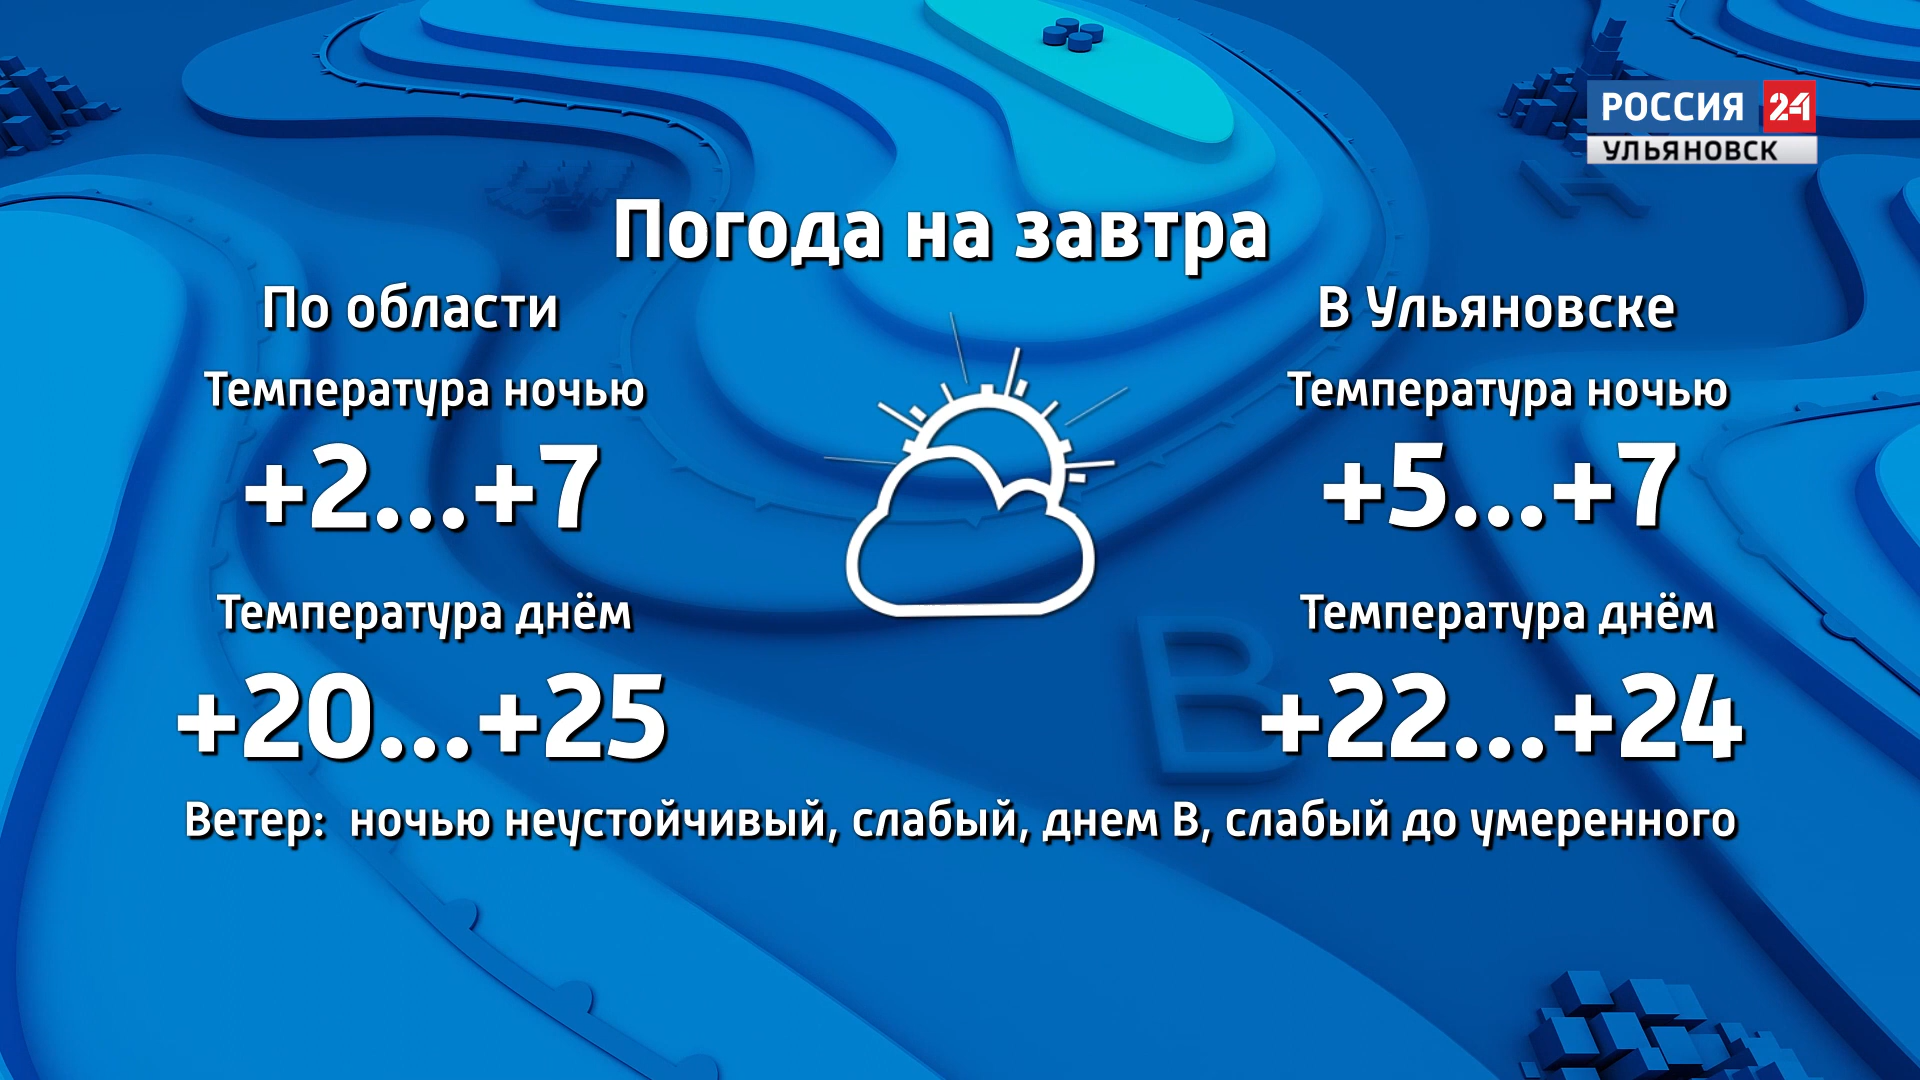 РОССИЯ 24
УЛЬЯНОВСК
Погода на завтра
По области
Температура ночью
+2...+7
Температура днём
+20...+25
В Ульяновске
Температура ночью
+5...+7
Температура днём
+22...+24
Ветер: ночью неустойчивый, слабый, днем В, слабый до умеренного
В